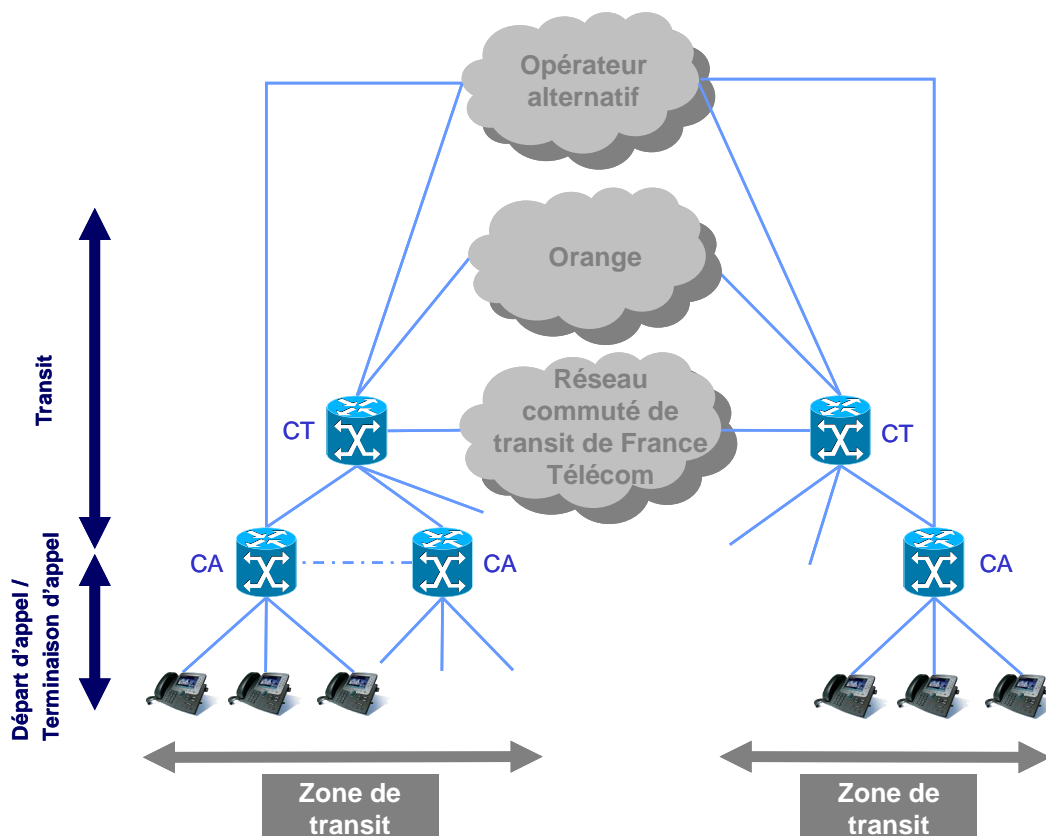 Opérateur
alternatif
Orange
Réseau
commuté de
transit de France
Télécom
CT
CT
CA
CA
CA
Transit
Départ d'appel /
Terminaison d'appel
Zone de
transit
Zone de
transit